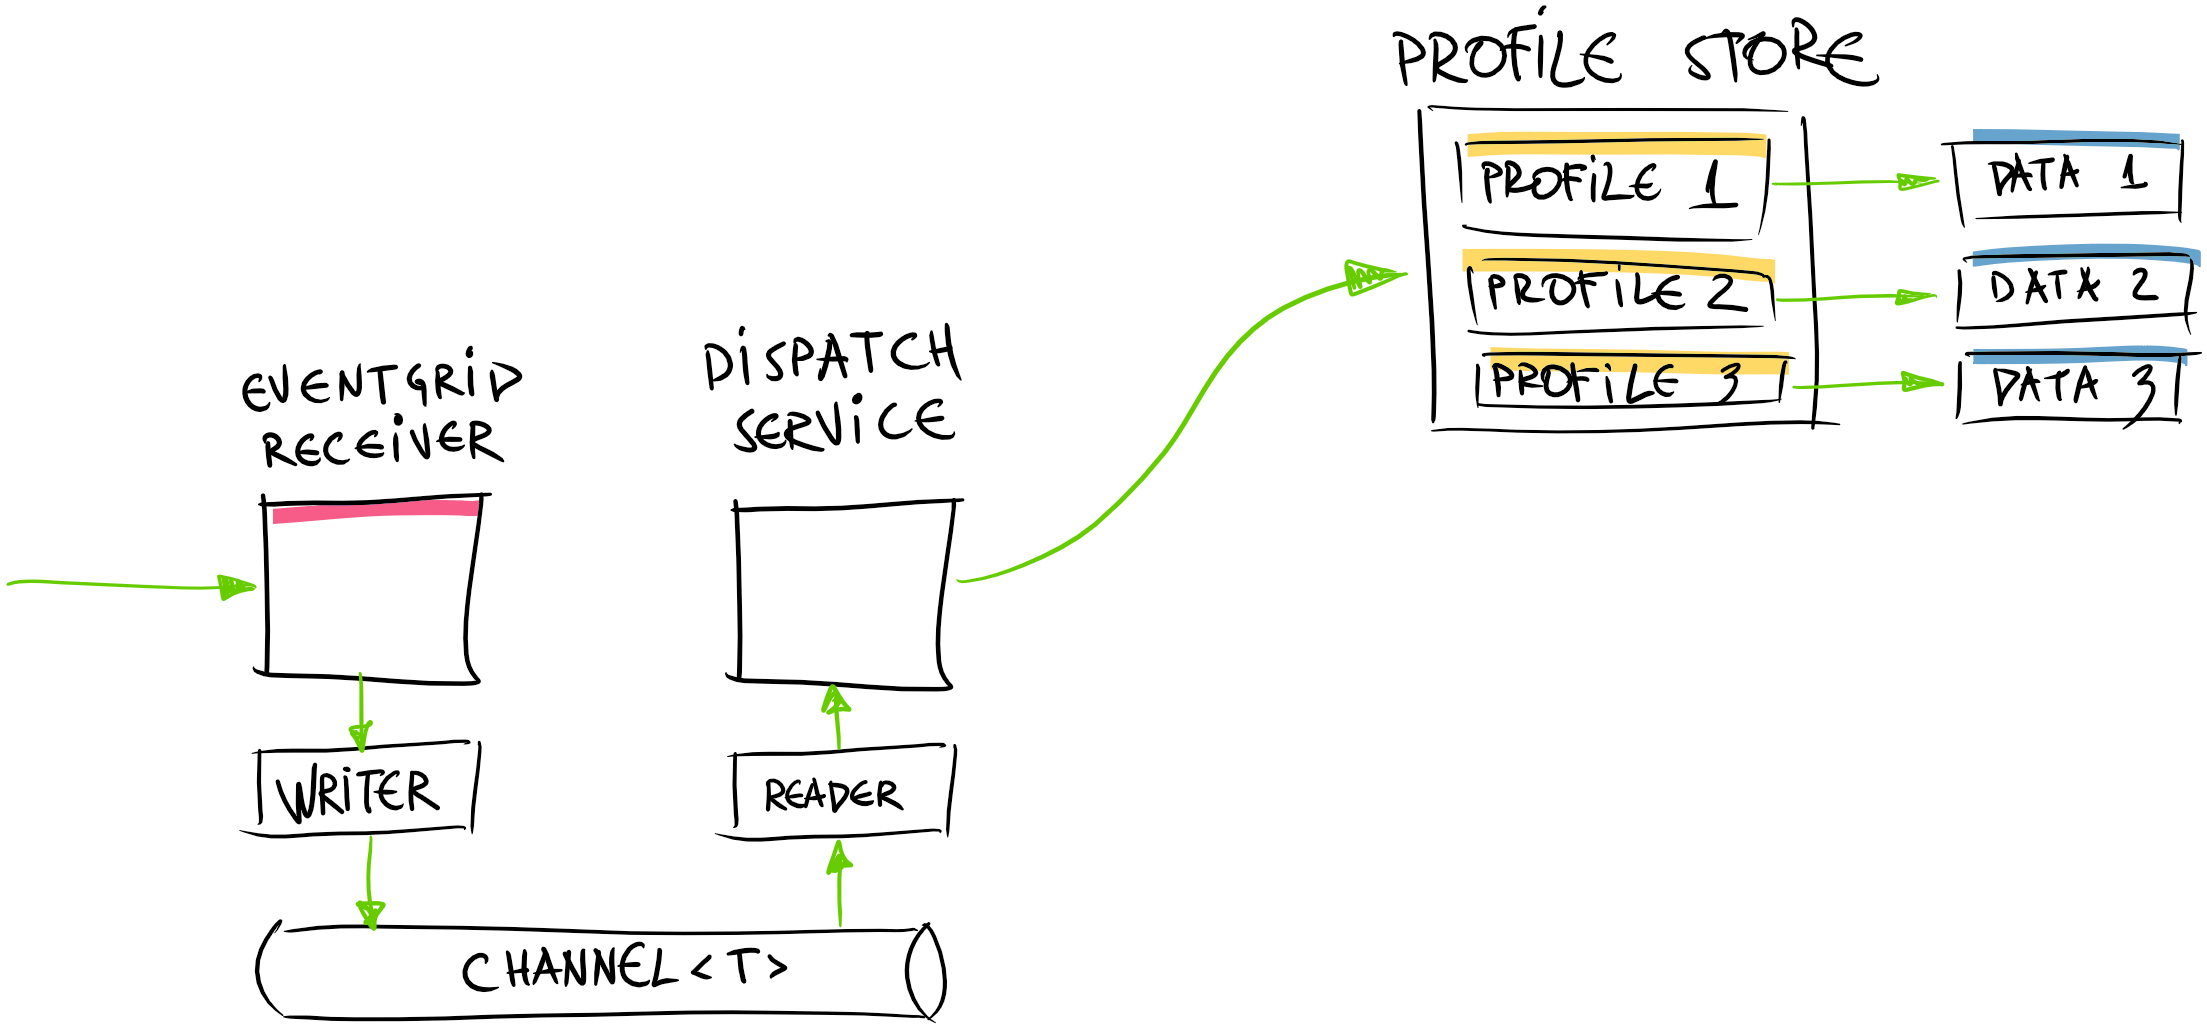 PROFiLE STORE
PROFiLE 1
DATA 1
PROFiLE 2
DATA 2
PROFiLE 3
DATA 3
EVENTGRiD
RECEiVER
DiSPATCH
SERViCE
WRiTER
READER
CHANNEL<T>